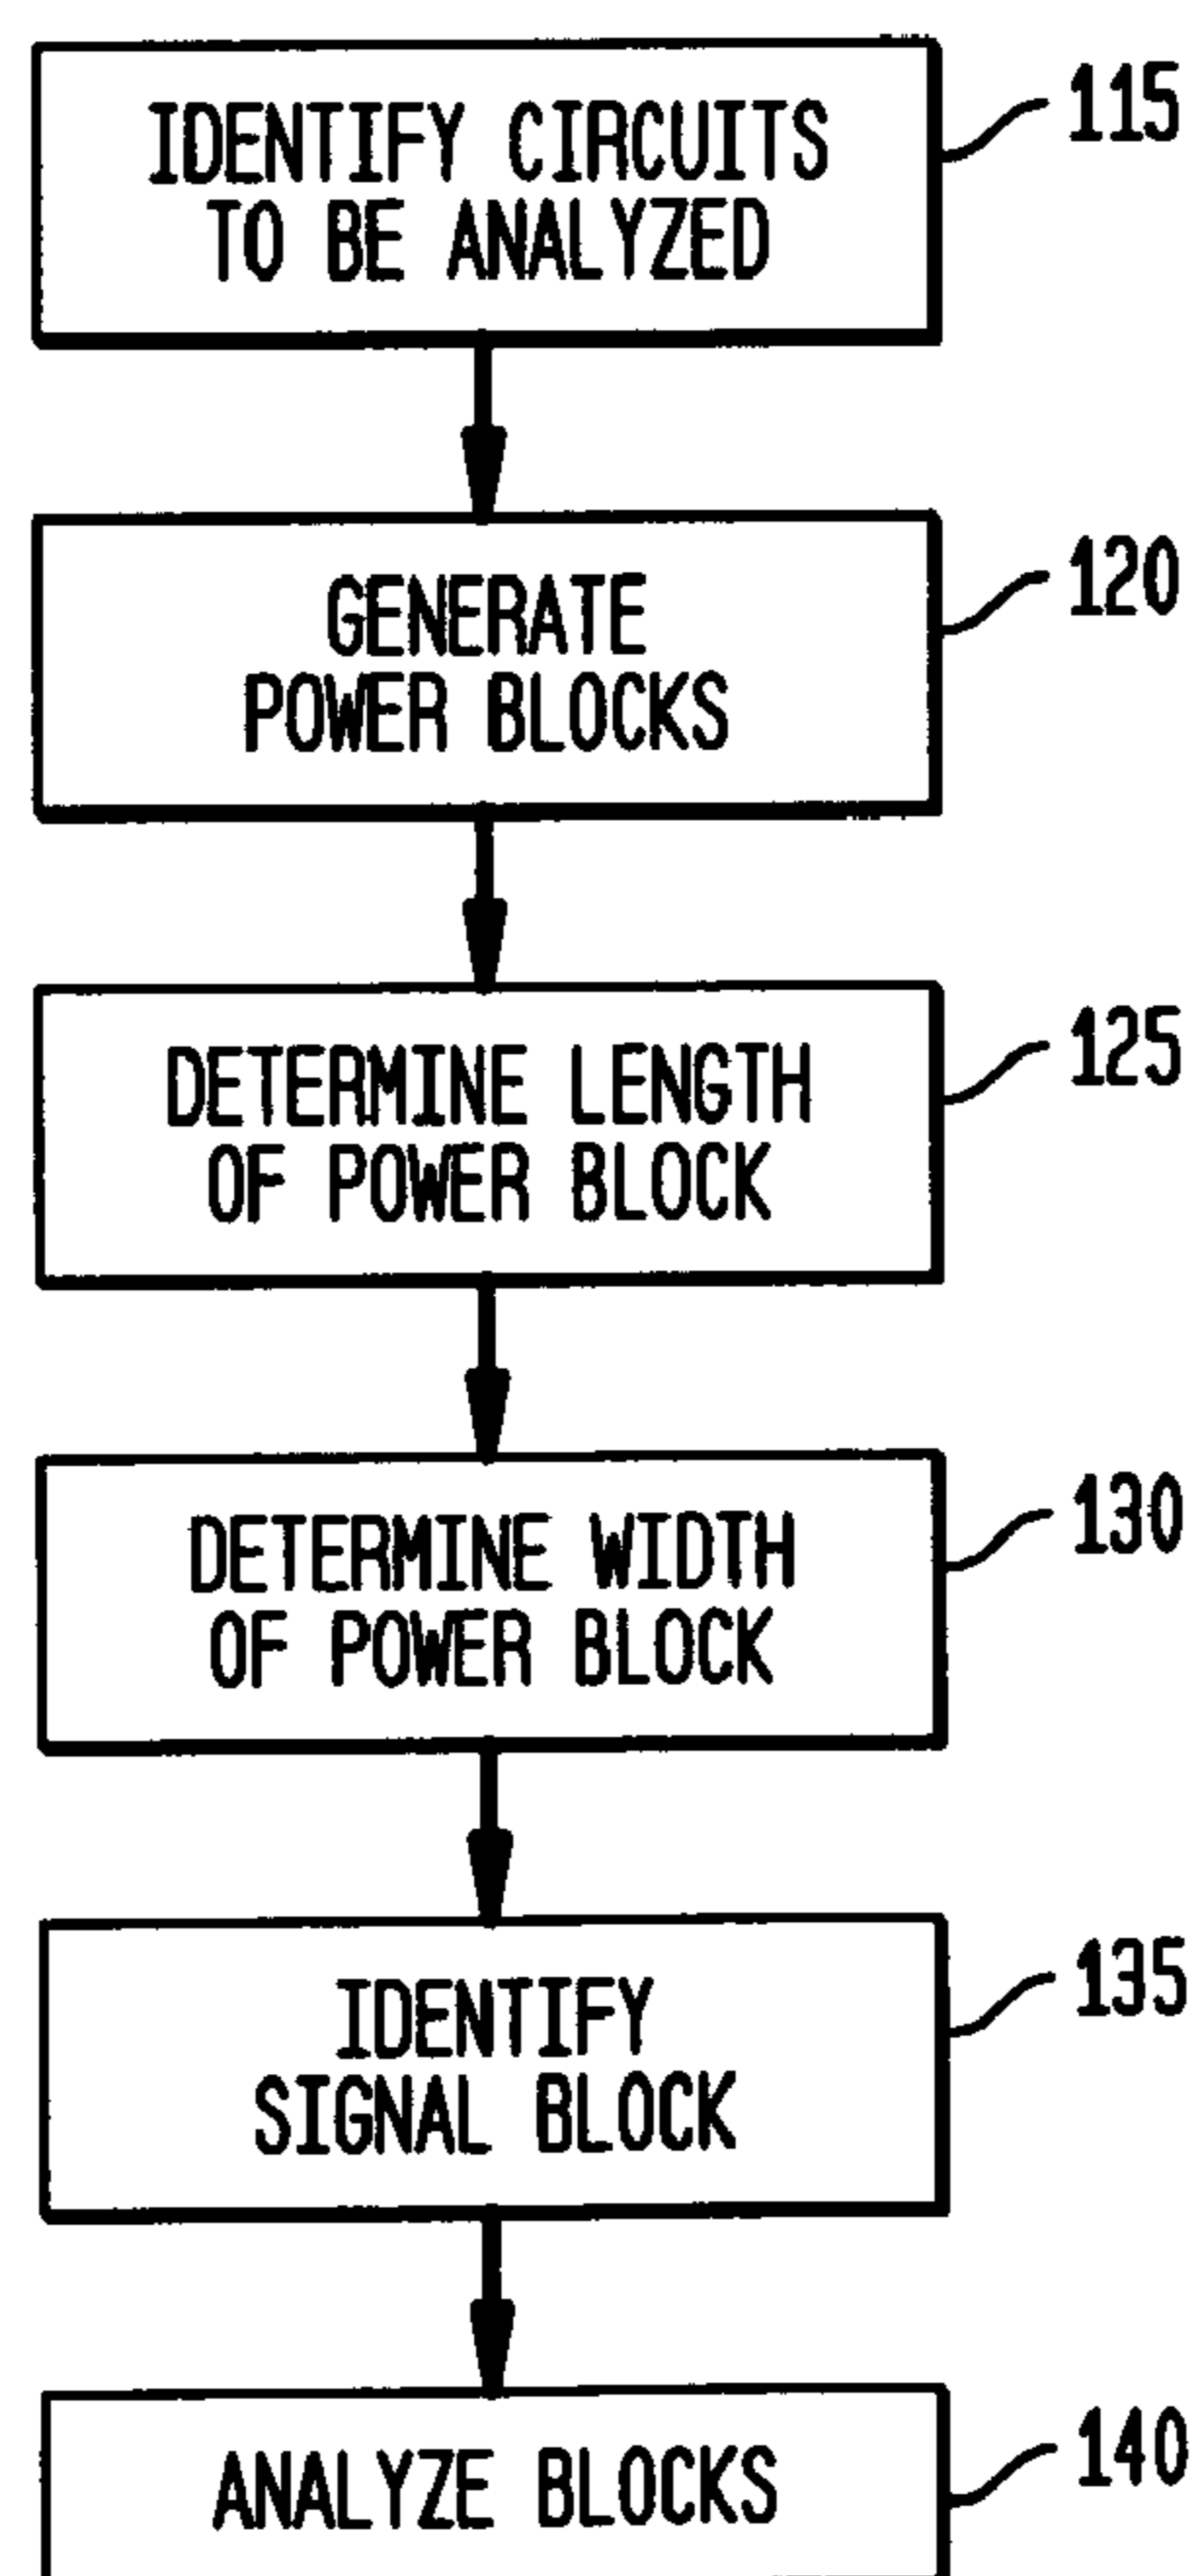 IDENTIFY CIRCUITS
TO BE ANALYZED
115
GENERATE
POWER BLOCKS
120
DETERMINE LENGTH
OF POWER BLOCK
125
DETERMINE WIDTH
OF POWER BLOCK
130
IDENTIFY
SIGNAL BLOCK
135
ANALYZE BLOCKS
140